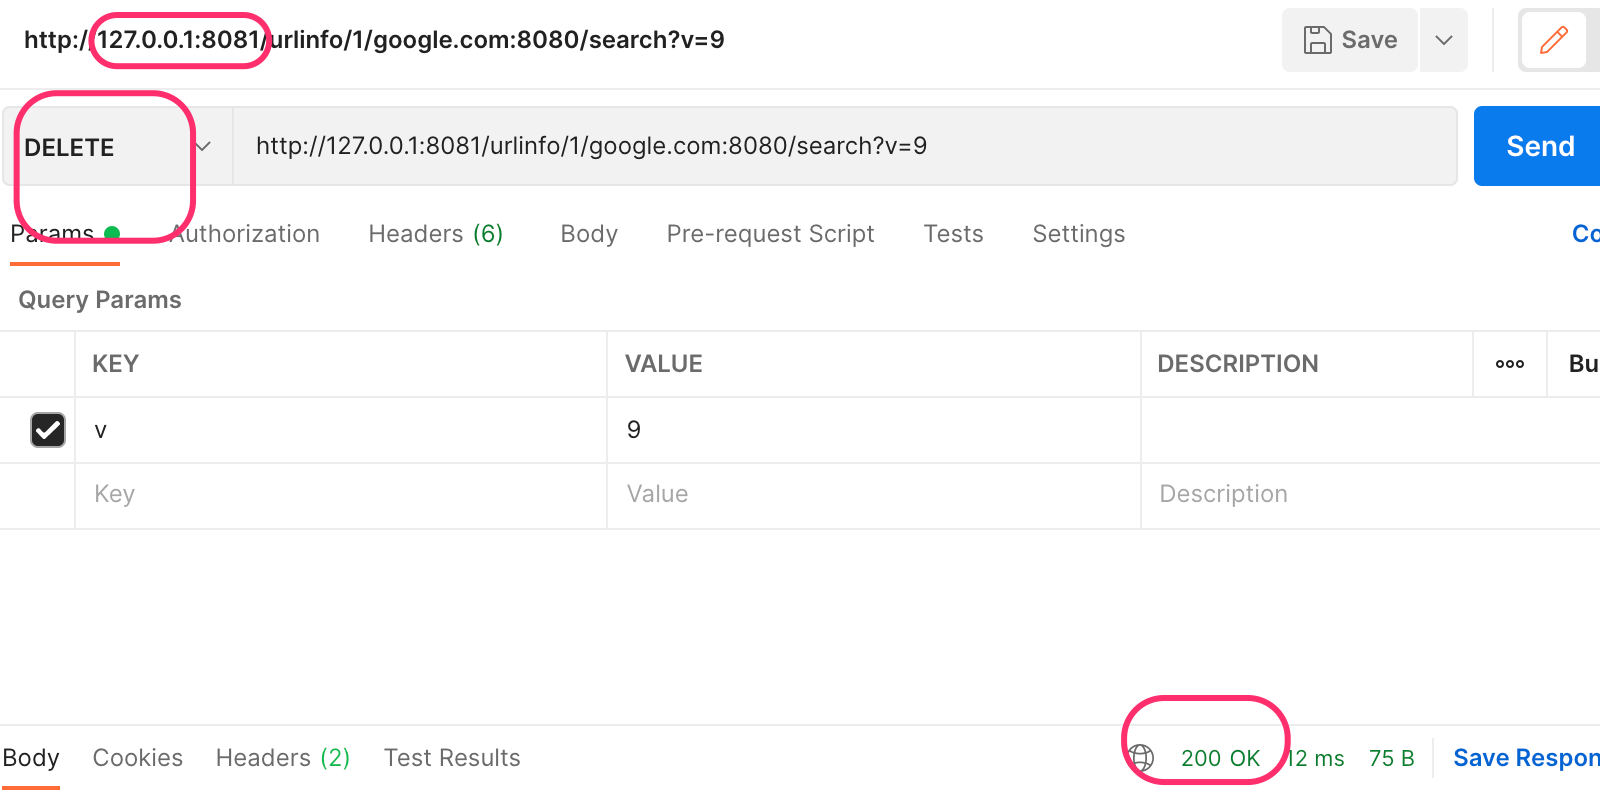 http://127.0.0.1:8081/urlinfo/1/google.com:8080/search?v=9
Save
DELETE http://127.0.0.1:8081/urlinfo/1/google.com:8080/search?v=9 Send
Params Authorization Headers (6) Body Pre-request Script Tests Settings Co
Query Params
KEY VALUE DESCRIPTION ooo Bu
v 9
Key Value Description
Body Cookies Headers (2) Test Results 200 OK 12 ms 75 B Save Respon